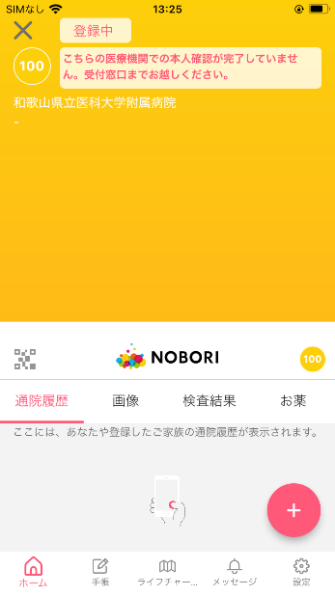 SIMなし 13:25
登録中
100
こちらの医療機関での本人確認が完了していませ
ん。受付窓口までお越しください。
和歌山県立医科大学附属病院
-
NOBORI
100
通院履歴 画像 検査結果 お薬
ここには、あなたや登録したご家族の通院履歴が表示されます。
+
ホーム 手帳 ライフチャー... メッセージ 設定